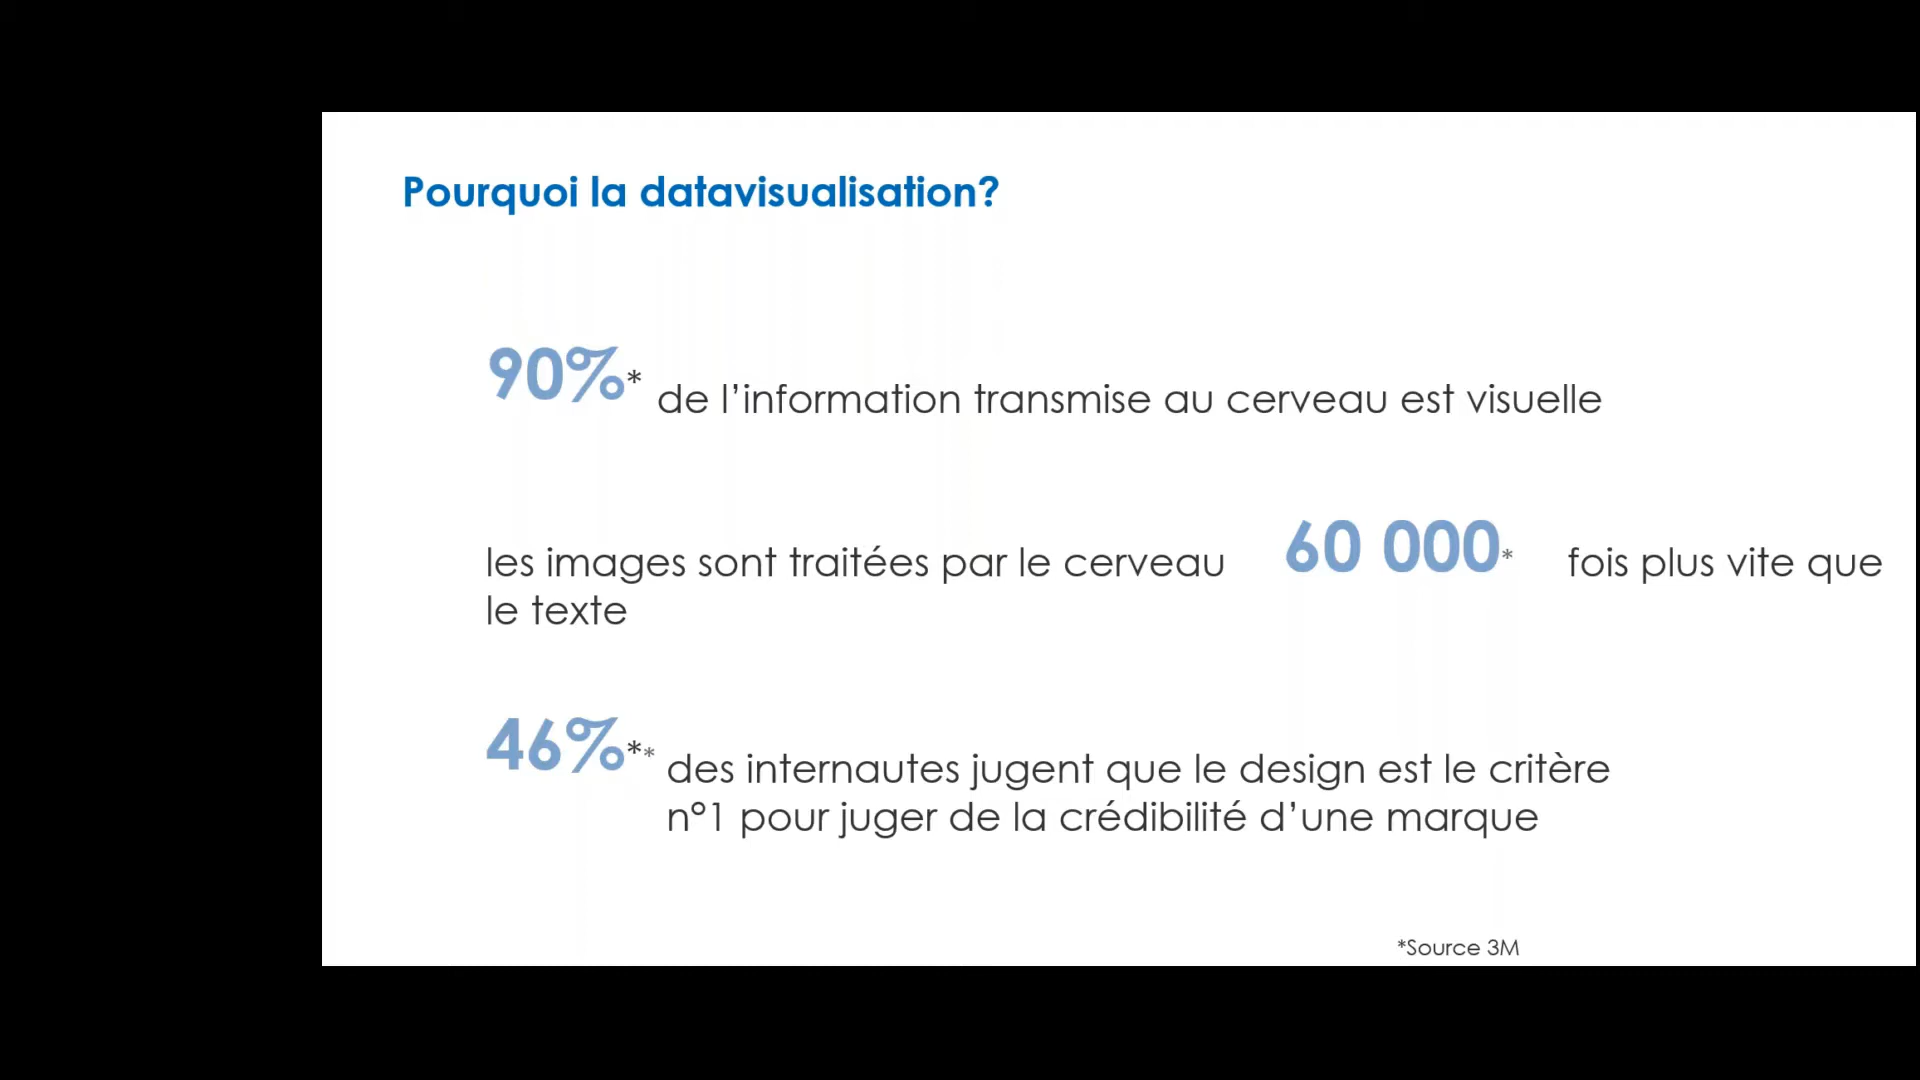 Pourquoi la datavisualisation?
90%* de l’information transmise au cerveau est visuelle
les images sont traitées par le cerveau 60 000* fois plus vite que
le texte
46%** des internautes jugent que le design est le critère
n°1 pour juger de la crédibilité d’une marque
*Source 3M